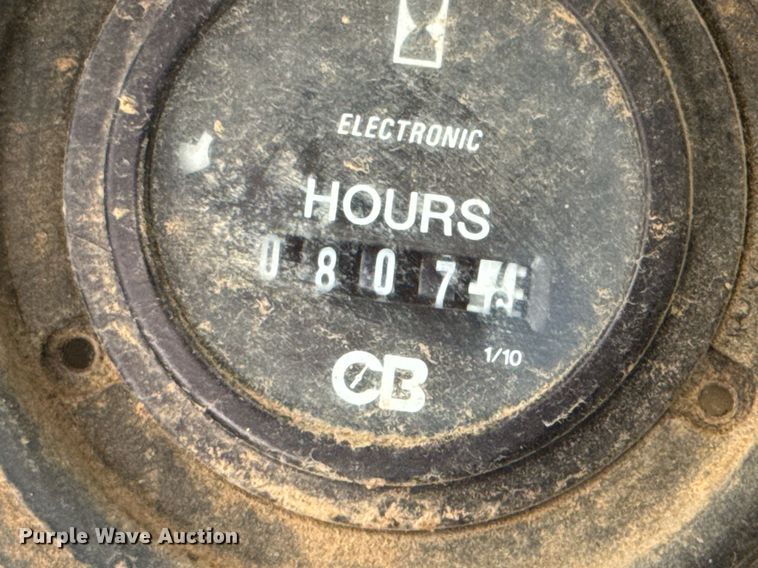 ELECTRONIC
HOURS
0807
1/10
CB
Purple Wave Auction®